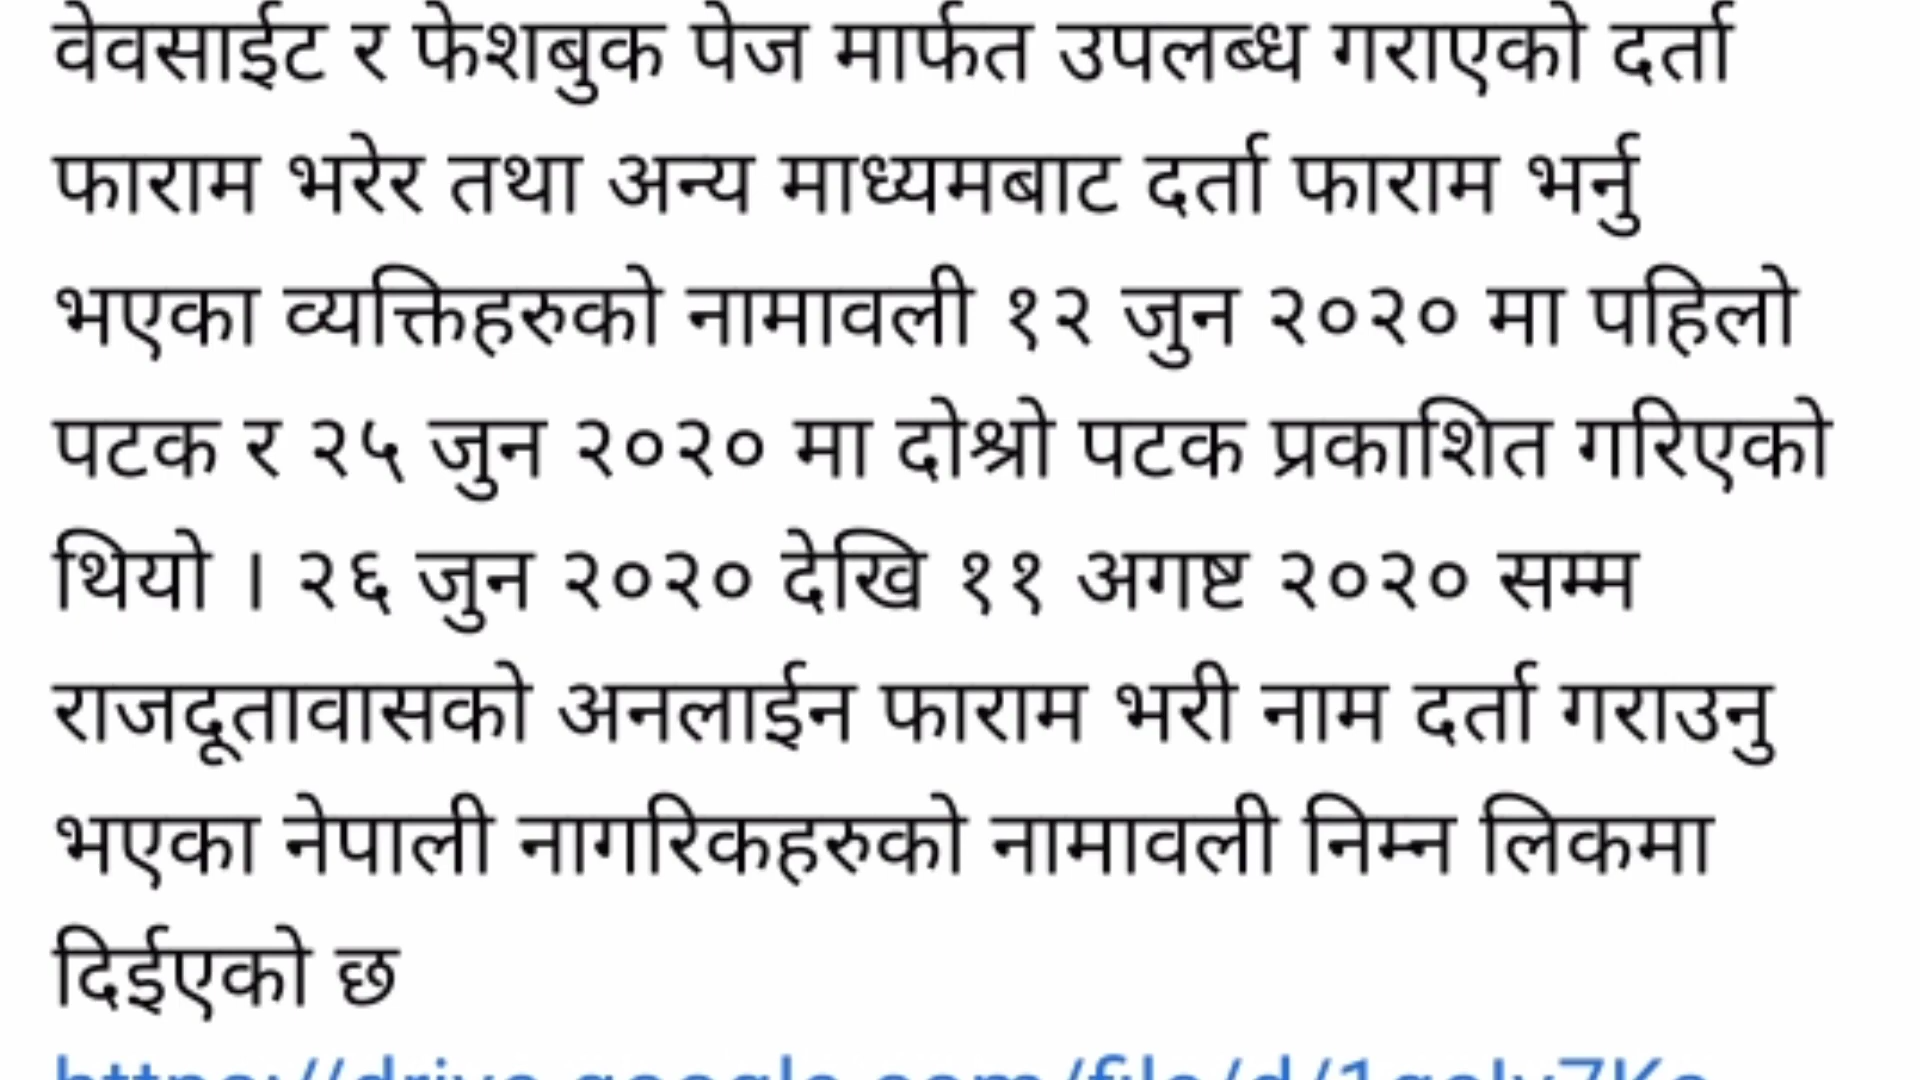 वेवसाईट र फेशबुक पेज मार्फत उपलब्ध गराएको दर्ता
फाराम भरेर तथा अन्य माध्यमबाट दर्ता फाराम भर्नु
भएका व्यक्तिहरुको नामावली १२ जुन २०२० मा पहिलो
पटक र २५ जुन २०२० मा दोश्रो पटक प्रकाशित गरिएको
थियो । २६ जुन २०२० देखि ११ अगष्ट २०२० सम्म
राजदूतावासको अनलाईन फाराम भरी नाम दर्ता गराउनु
भएका नेपाली नागरिकहरुको नामावली निम्न लिकमा
दिईएको छ